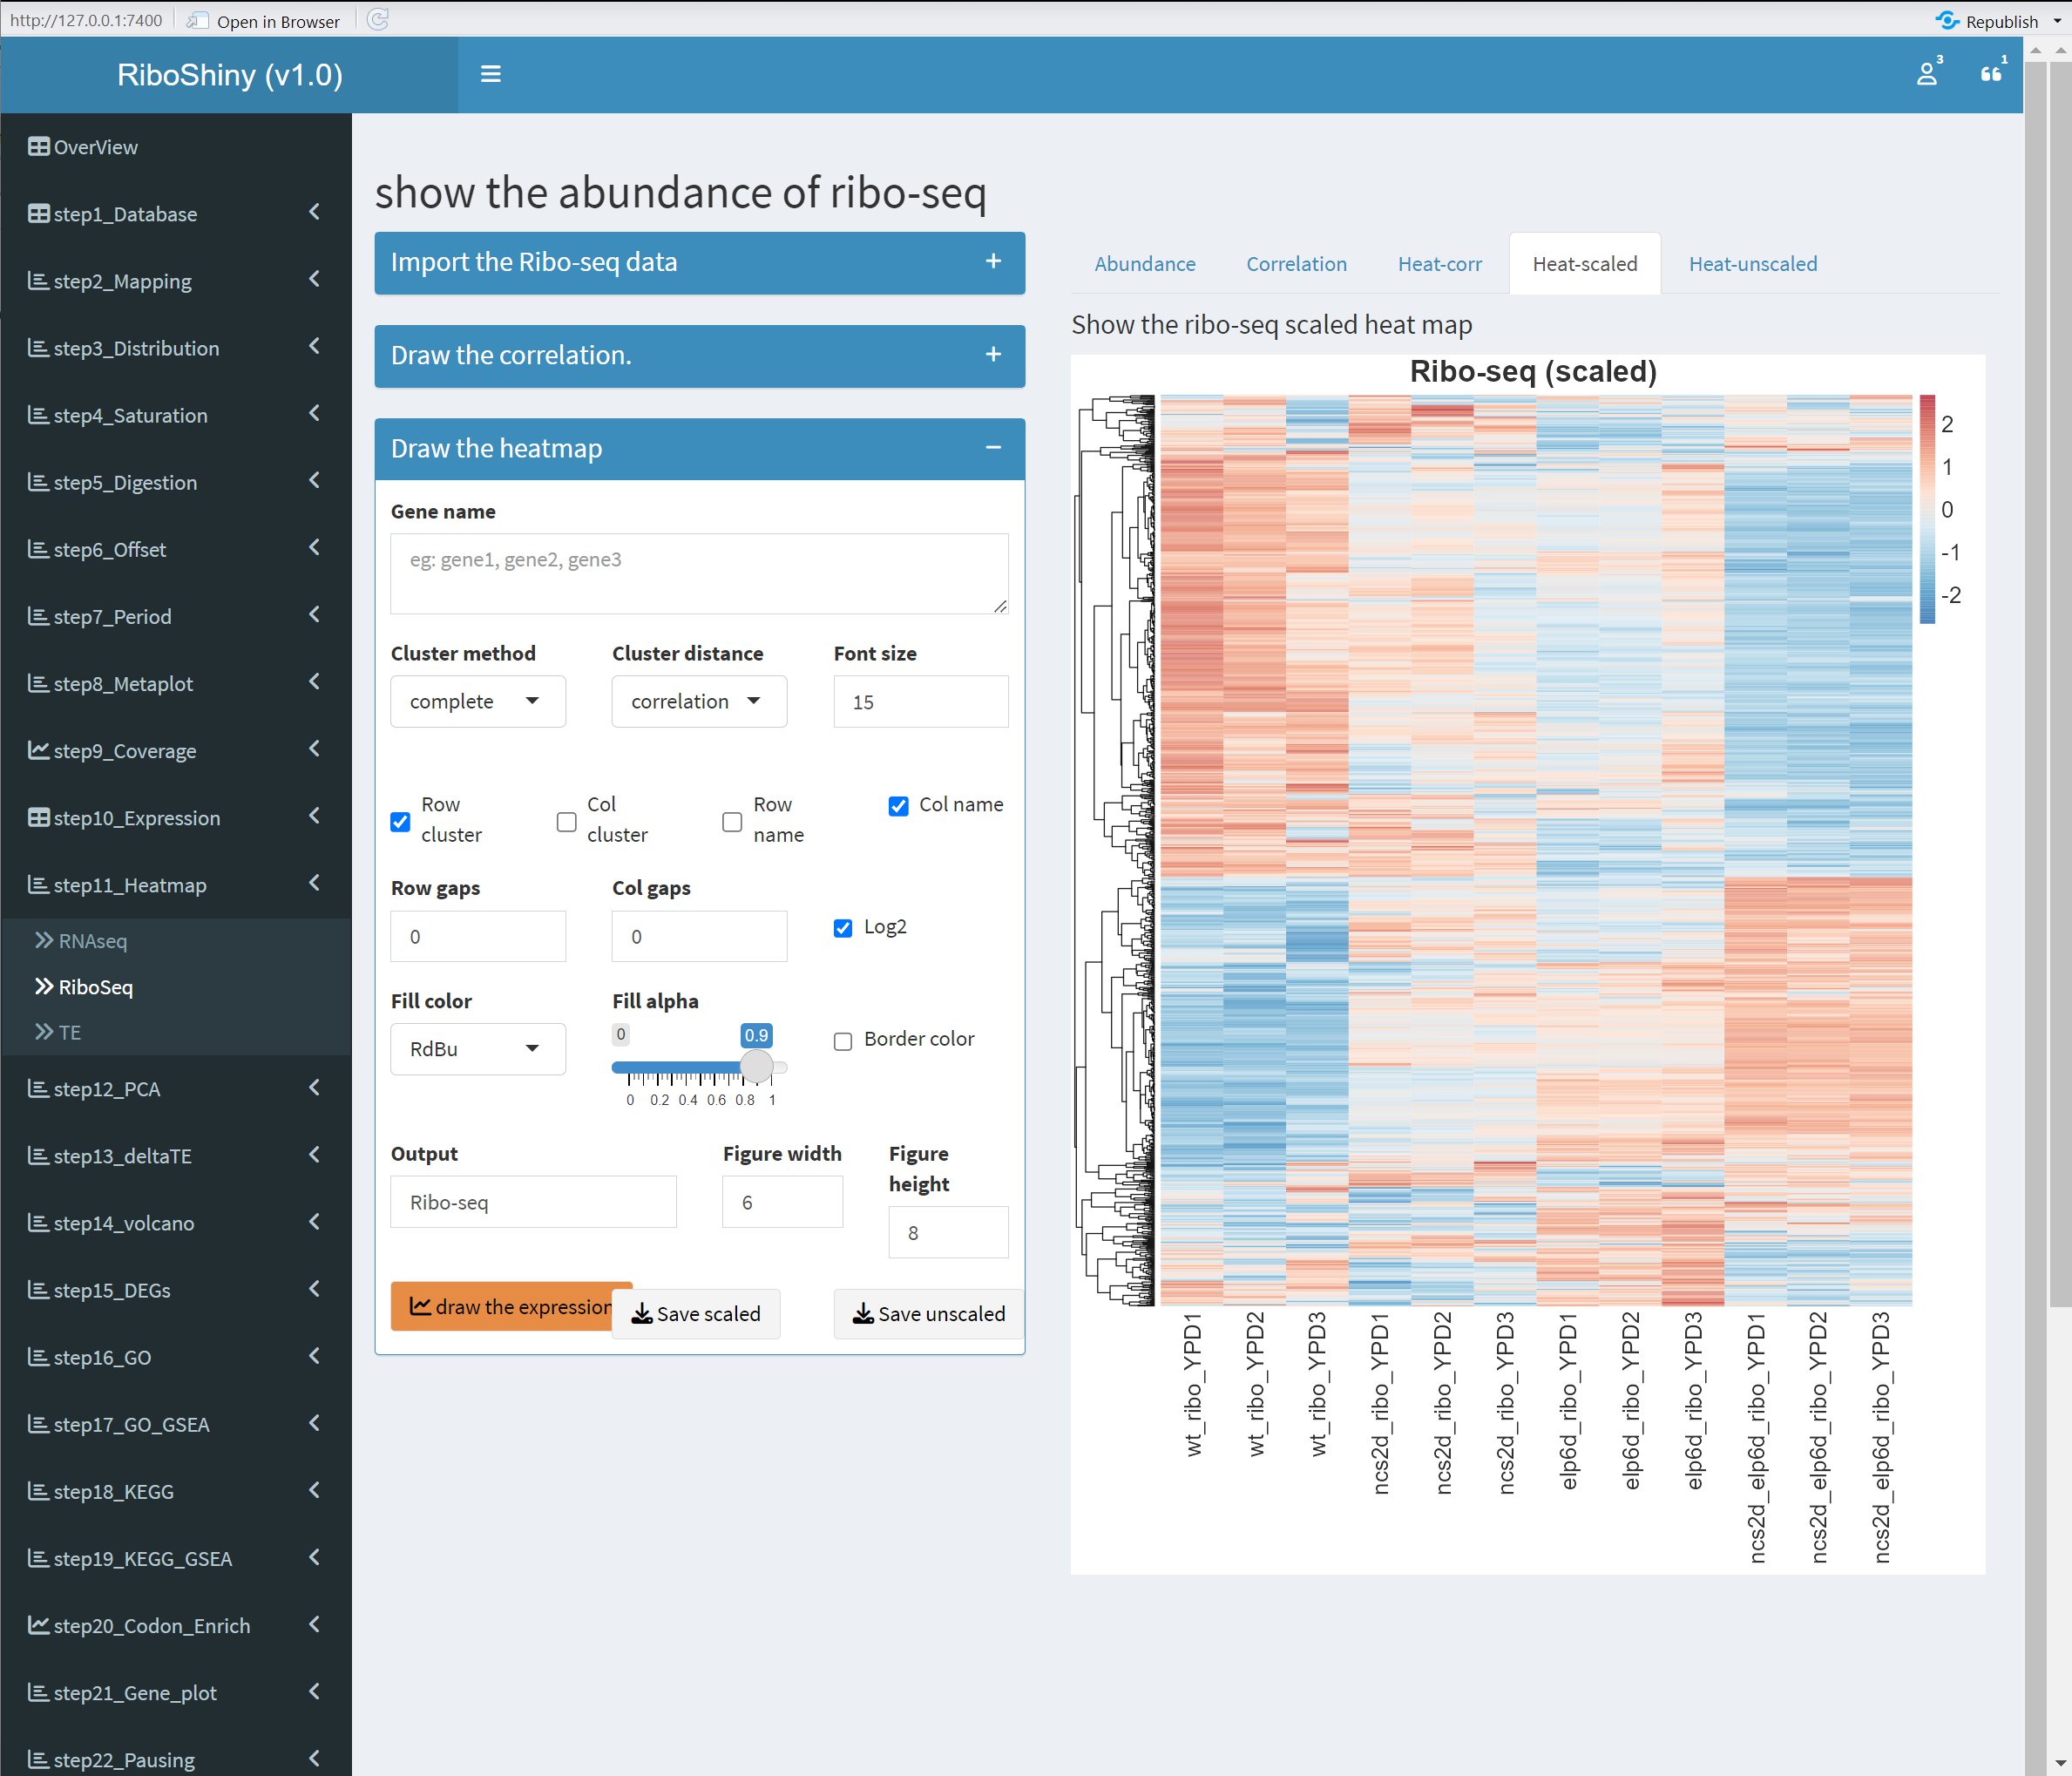 http://127.0.0.1:7400
Open in Browser
Republish
RiboShiny (v1.0)
3
1
OverView
step1_Database
step2_Mapping
step3_Distribution
step4_Saturation
step5_Digestion
step6_Offset
step7_Period
step8_Metaplot
step9_Coverage
step10_Expression
step11_Heatmap
RNAseq
RiboSeq
TE
step12_PCA
step13_deltaTE
step14_volcano
step15_DEGs
step16_GO
step17_GO_GSEA
step18_KEGG
step19_KEGG_GSEA
step20_Codon_Enrich
step21_Gene_plot
step22_Pausing
show the abundance of ribo-seq
Import the Ribo-seq data
Draw the correlation.
Draw the heatmap
Gene name
eg: gene1, gene2, gene3
Cluster method Cluster distance Font size
complete correlation 15
Row cluster
Col cluster
Row name
Col name
Row gaps Col gaps
0 0 Log2
Fill color Fill alpha
0 0.9
RdBu Border color
0 0.2 0.4 0.6 0.8 1
Output Figure width Figure height
Ribo-seq 6 8
draw the expression Save scaled Save unscaled
Abundance Correlation Heat-corr Heat-scaled Heat-unscaled
Show the ribo-seq scaled heat map
Ribo-seq (scaled)
2
1
0
-1
-2
wt_ribo_YPD1
wt_ribo_YPD2
wt_ribo_YPD3
ncs2d_ribo_YPD1
ncs2d_ribo_YPD2
ncs2d_ribo_YPD3
elp6d_ribo_YPD1
elp6d_ribo_YPD2
elp6d_ribo_YPD3
ncs2d_elp6d_ribo_YPD1
ncs2d_elp6d_ribo_YPD2
ncs2d_elp6d_ribo_YPD3